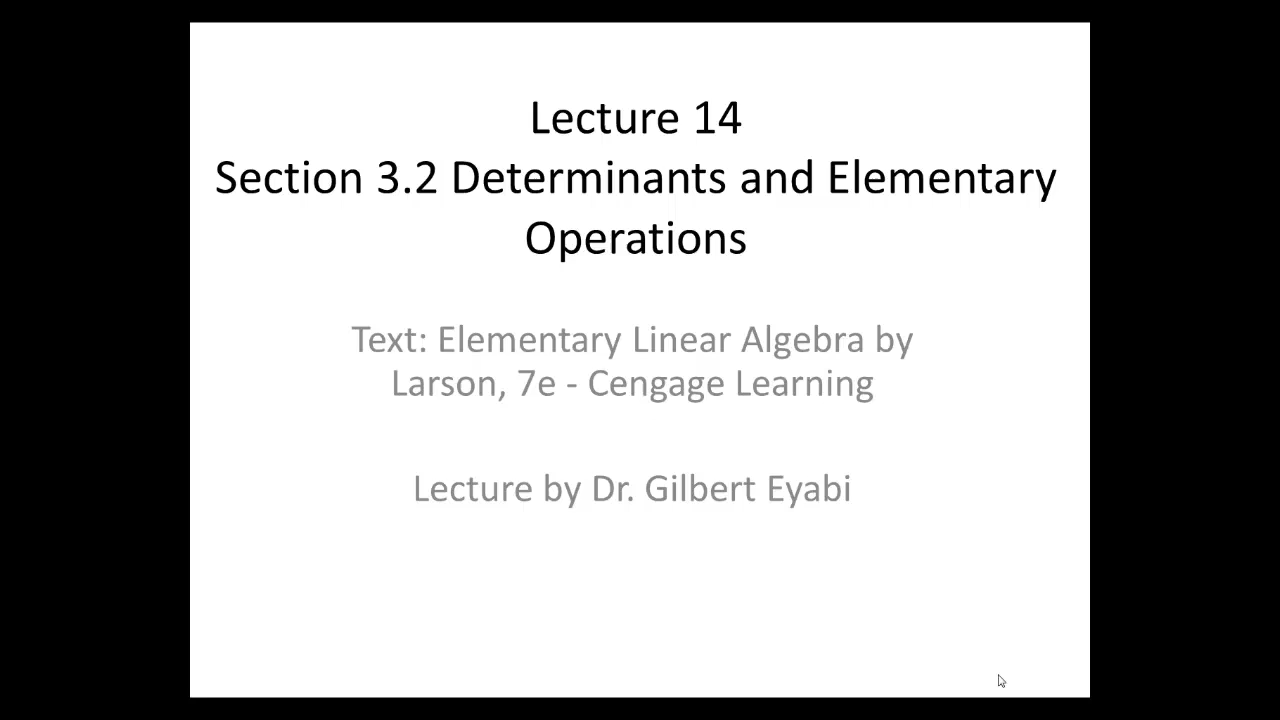 Lecture 14
Section 3.2 Determinants and Elementary
Operations
Text: Elementary Linear Algebra by
Larson, 7e - Cengage Learning
Lecture by Dr. Gilbert Eyabi